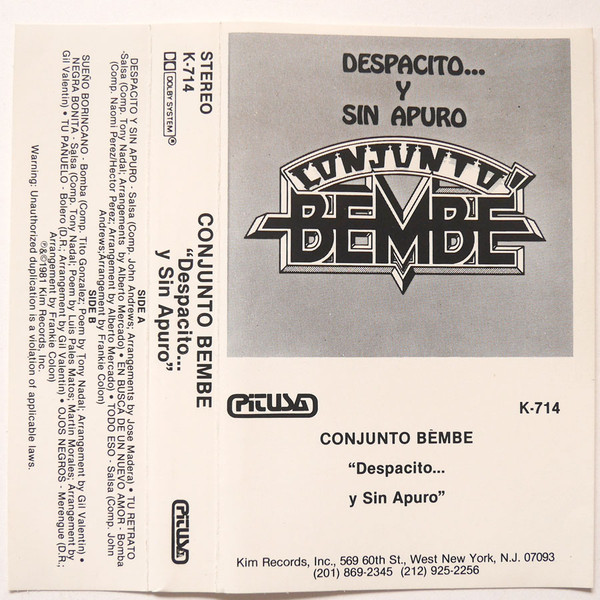 DESPACITO...
Y
SIN APURO
CONJUNTO
BEMBE
PITUSA
K-714
CONJUNTO BÈMBE
“Despacito...
y Sin Apuro”
Kim Records, Inc., 569 60th St., West New York, N.J. 07093
(201) 869-2345 (212) 925-2256
STEREO
K-714
DOLBY SYSTEM®
CONJUNTO BEMBE
“Despacito...
y Sin Apuro”
PITUSA
SIDE A
DESPACITO Y SIN APURO - Salsa (Comp. John Andrews; Arrangements by Jose Madera) • TU RETRATO
-Salsa (Comp. Tony Nadal; Arrangements by Alberto Mercado) • EN BUSCA DE UN NUEVO AMOR - Bomba
(Comp. Naomi Perez/Hector Perez; Arrangement by Alberto Mercado) • TODO ESO - Salsa (Comp. John
Andrews; Arrangement by Frankie Colon)
SIDE B
SUEÑO BORINCANO - Bomba (Comp. Tito Gonzalez; Poem by Tony Nadal; Arrangement by Gil Valentin) •
NEGRA BONITA - Salsa (Comp. Tony Nadal; Poem by Luis Pales Matos; Martin Morales; Arrangement by
Gil Valentin) • TU PAÑUELO - Bolero (D.R.; Arrangement by Gil Valentin) • OJOS NEGROS - Merengue (D.R.;
Arrangement by Frankie Colon)
℗&©1981 Kim Records, Inc.
Warning: Unauthorized duplication is a violation of applicable laws.